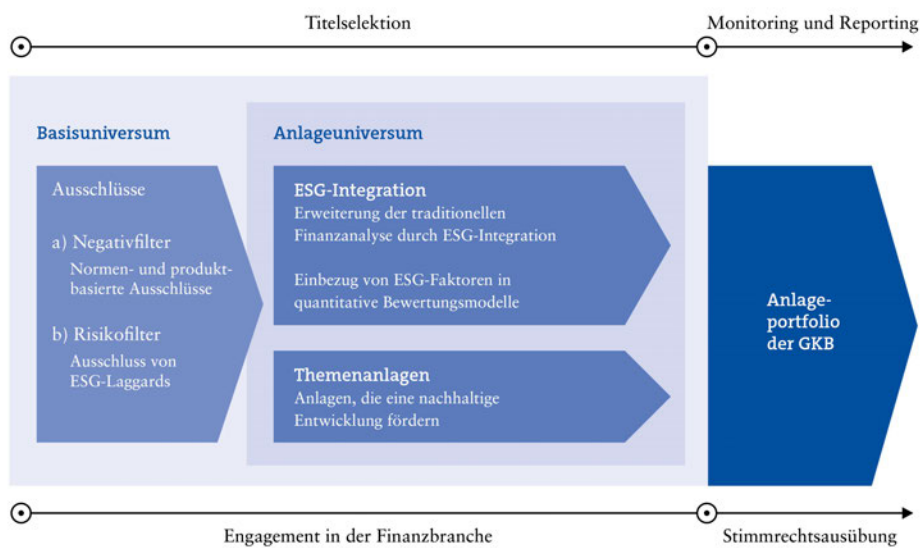 Titelselektion
Monitoring und Reporting
Basisuniversum
Ausschlüsse
a) Negativfilter
Normen- und produkt-
basierte Ausschlüsse
b) Risikofilter
Ausschluss von
ESG-Laggards
Anlageuniversum
ESG-Integration
Erweiterung der traditionellen
Finanzanalyse durch ESG-Integration
Einbezug von ESG-Faktoren in
quantitative Bewertungsmodelle
Themenanlagen
Anlagen, die eine nachhaltige
Entwicklung fördern
Anlage-
portfolio
der GKB
Engagement in der Finanzbranche
Stimmrechtsausübung